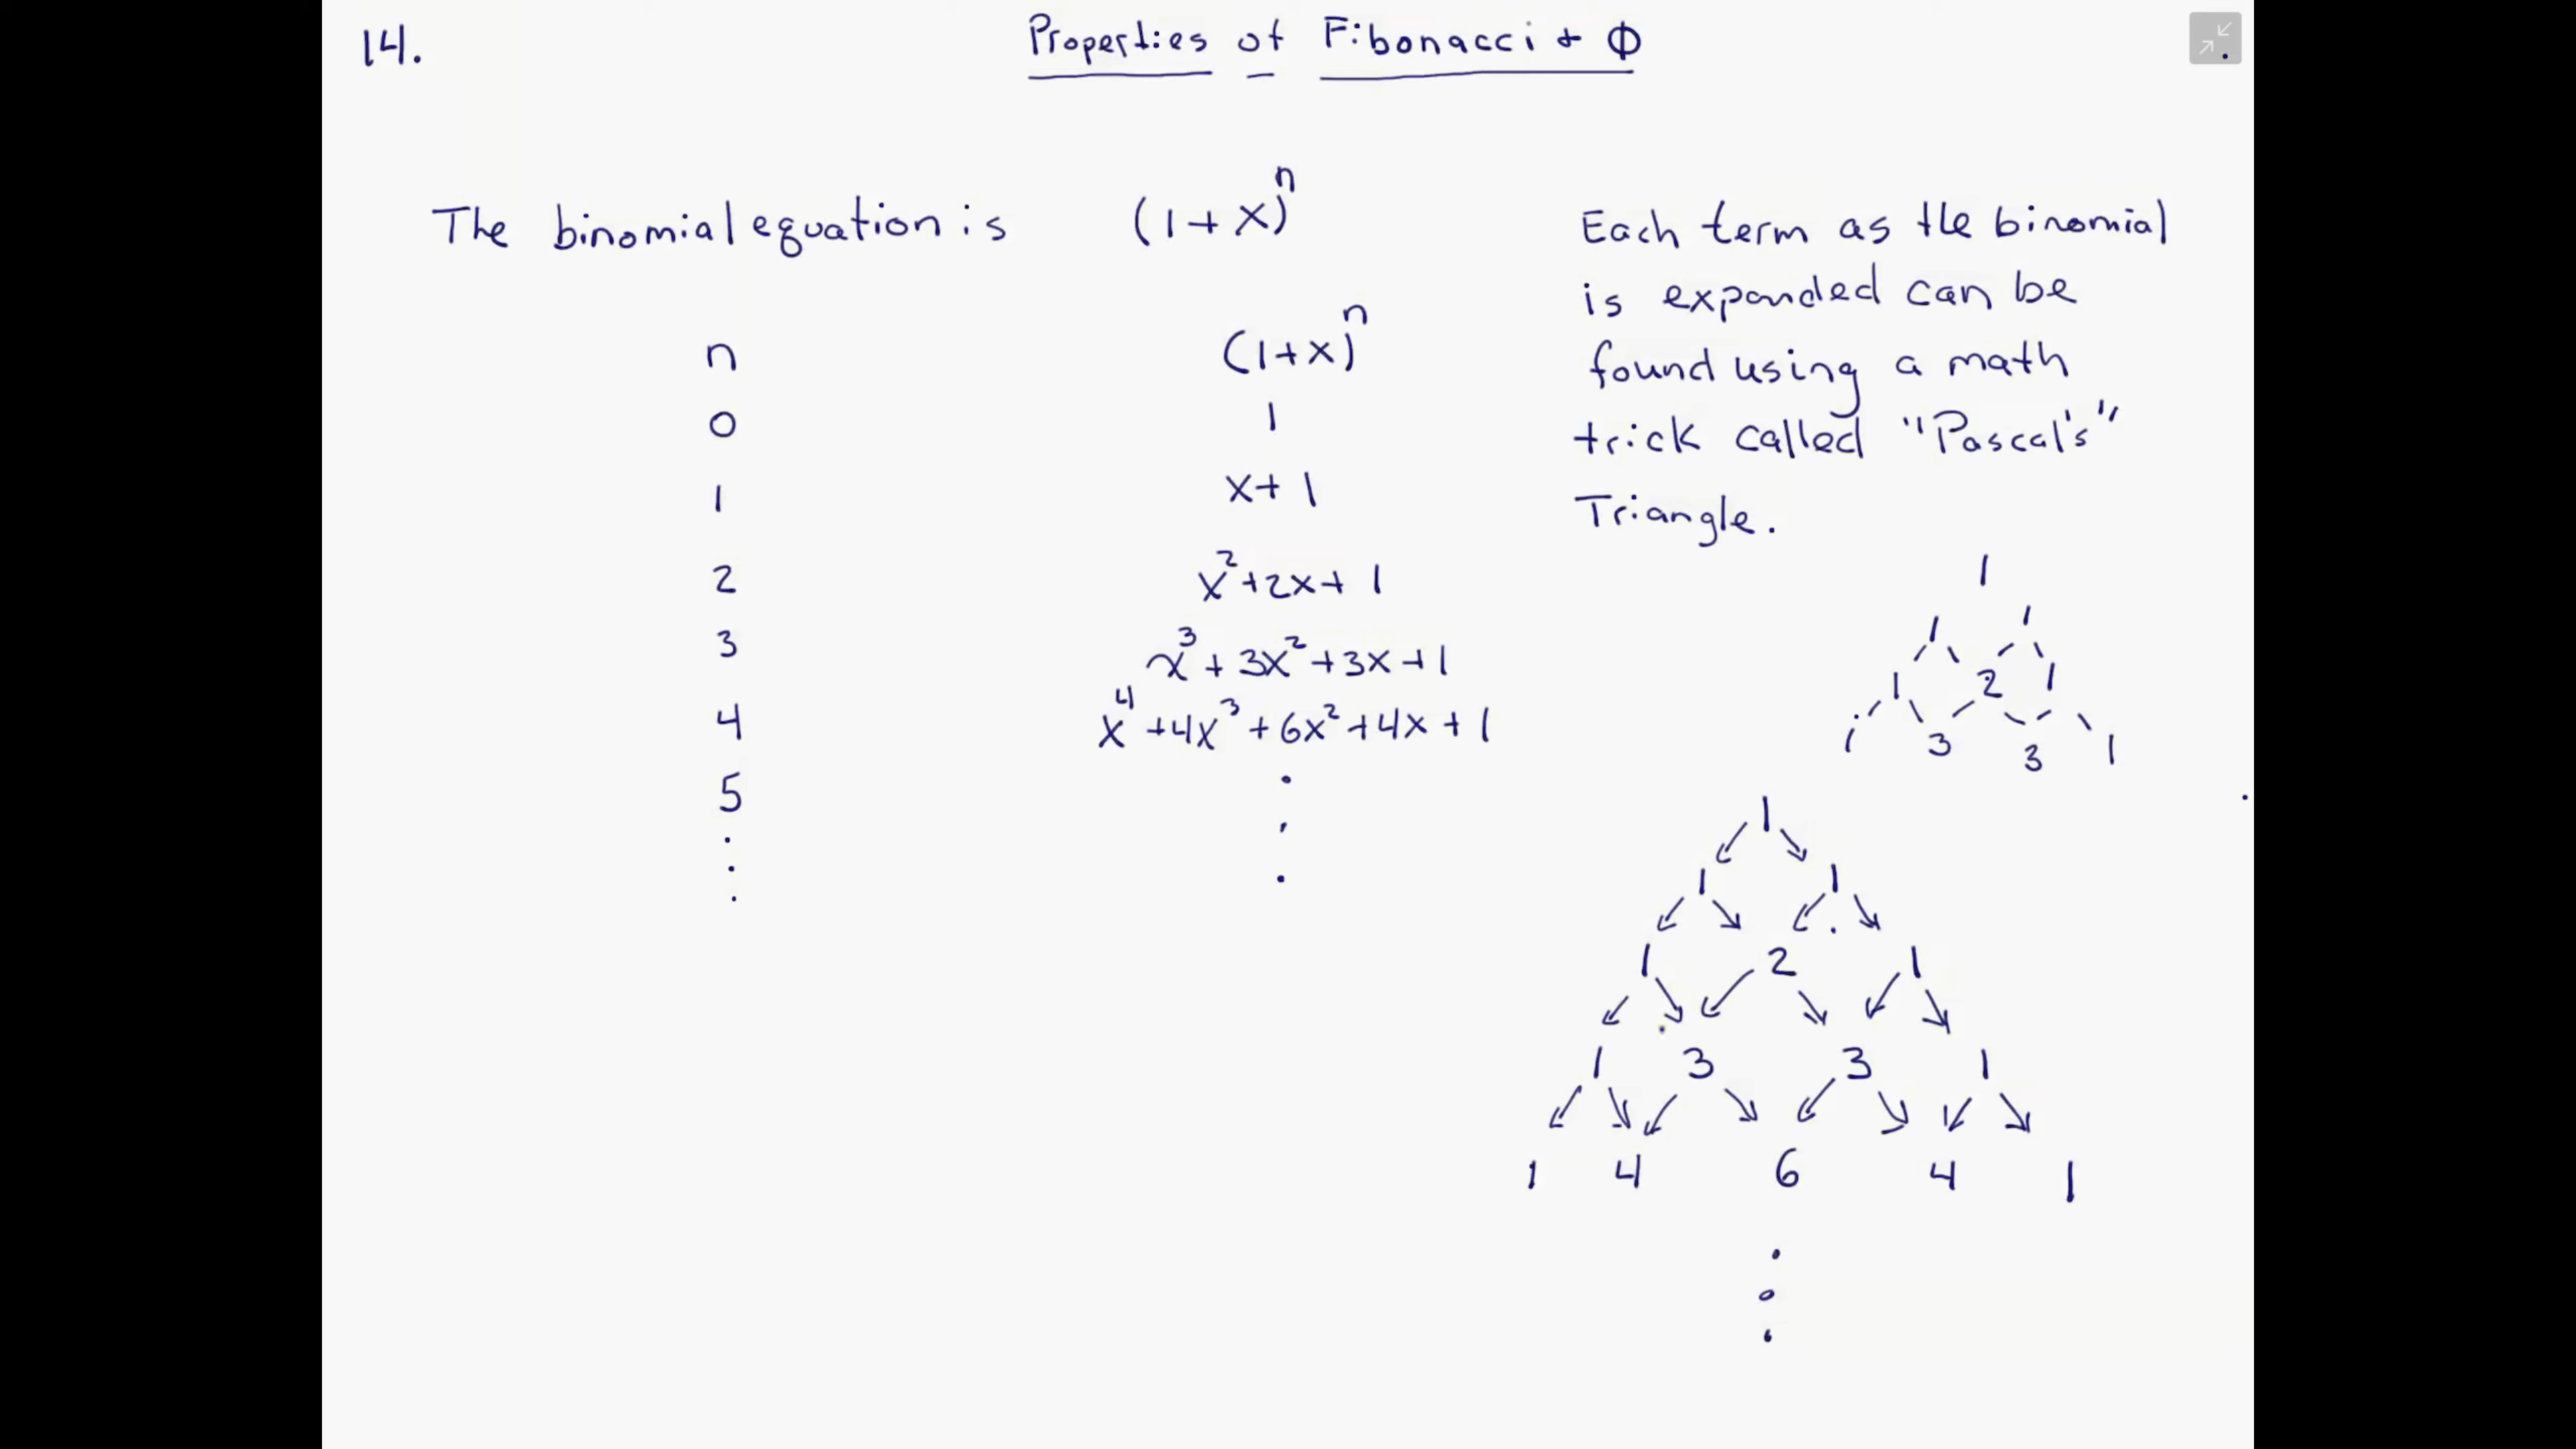 14.
Properties of Fibonacci & Φ
The binomial equation is (1+x)^n
Each term as the binomial
is expanded can be
found using a math
trick called "Pascal's"
Triangle.
n (1+x)^n
0 1
1 x+1
2 x^2+2x+1
3 x^3+3x^2+3x+1
4 x^4+4x^3+6x^2+4x+1
5 .
1
1 1
1 2 1
1 3 3 1
1
1 1
1 2 1
1 3 3 1
1 4 6 4 1